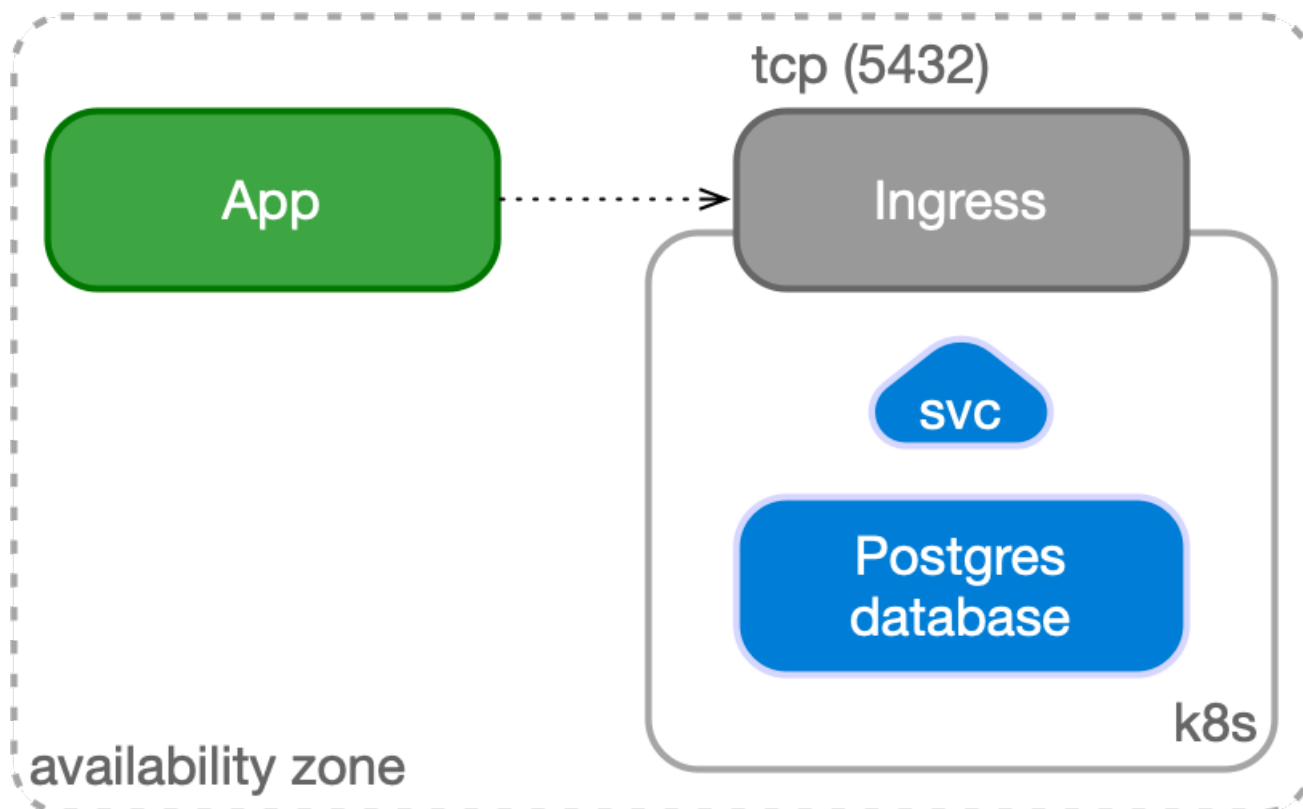 tcp (5432)
App
Ingress
svc
Postgres
database
k8s
availability zone